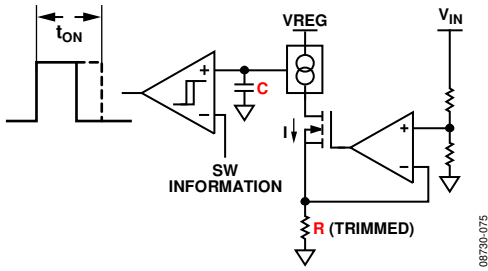 tON
VREG
VIN
+
C
−
I
+
−
SW
INFORMATION
R (TRIMMED)
08730-075